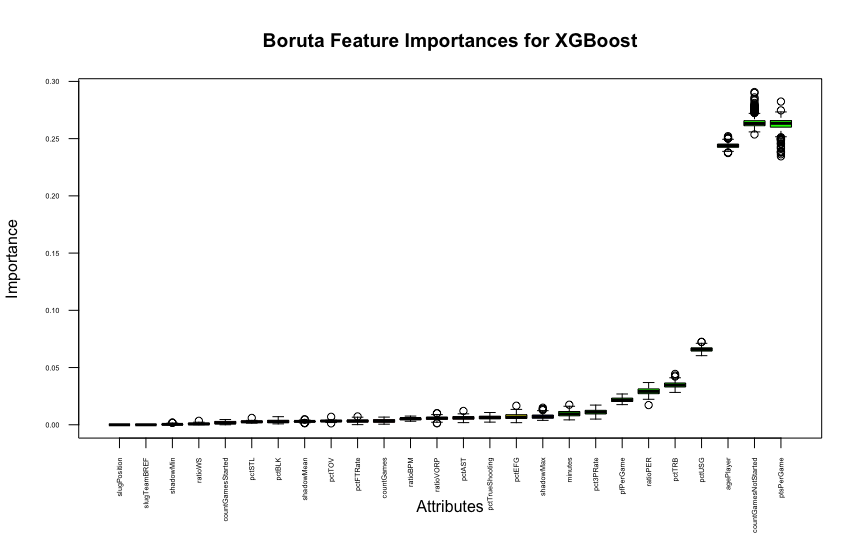 Boruta Feature Importances for XGBoost
Importance
0.30
0.25
0.20
0.15
0.10
0.05
0.00
slugPosition
slugTeamBREF
shadowMin
ratioWS
countGamesStarted
pctSTL
pctBLK
shadowMean
pctTOV
pctFTRate
countGames
ratioBPM
ratioVORP
pctAST
pctTrueShooting
pctEFG
shadowMax
minutes
pct3PRate
pfPerGame
ratioPER
pctTRB
pctUSG
agePlayer
countGamesNotStarted
ptsPerGame
Attributes